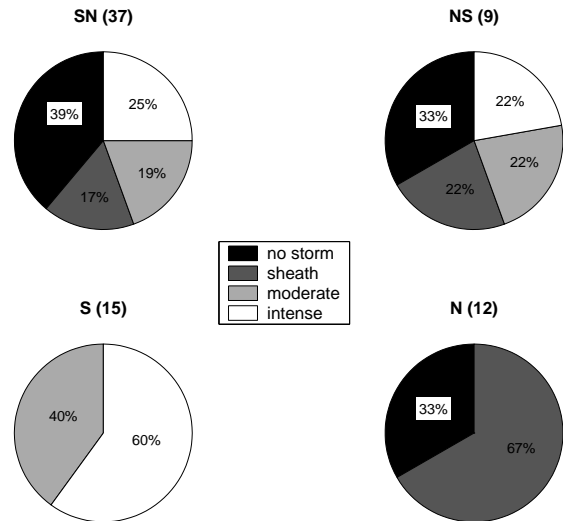 SN (37)
39%
25%
17%
19%
NS (9)
33%
22%
22%
22%
no storm
sheath
moderate
intense
S (15)
40%
60%
N (12)
33%
67%